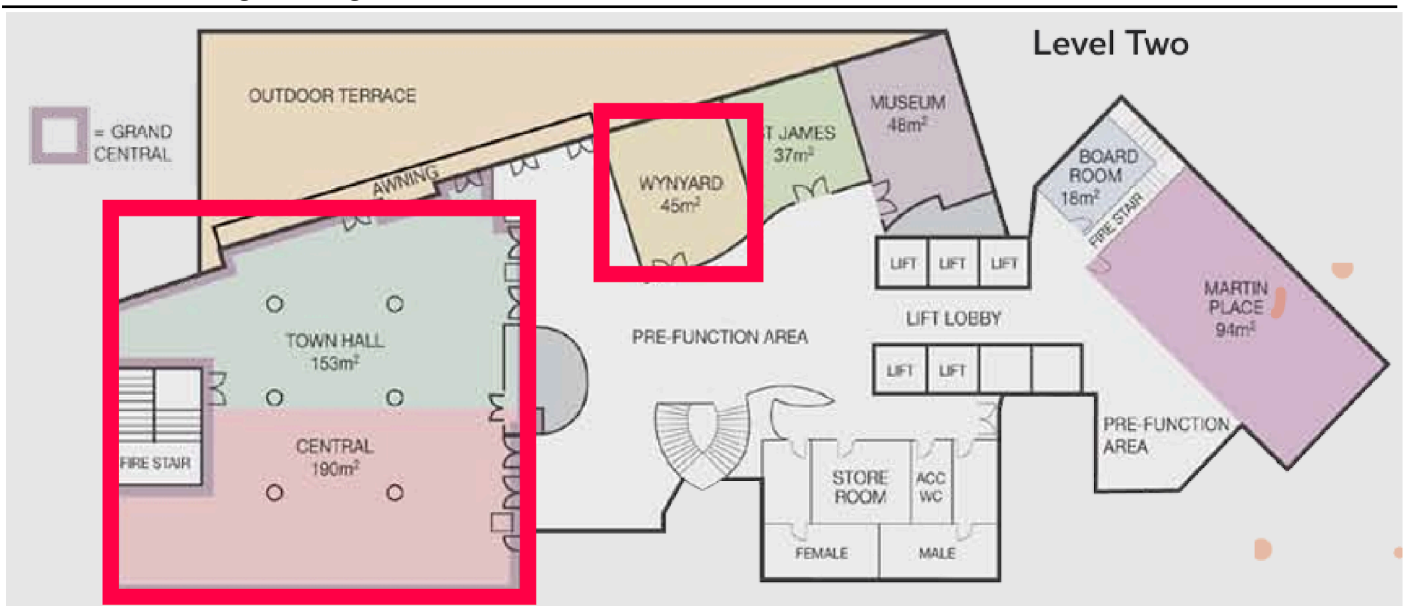 Level Two
OUTDOOR TERRACE
= GRAND
CENTRAL
AWNING
WYNYARD
45m²
ST JAMES
37m²
MUSEUM
48m²
BOARD
ROOM
18m²
FIRE STAIR
MARTIN
PLACE
94m²
LIFT
LIFT
LIFT
LIFT LOBBY
LIFT
LIFT
PRE-FUNCTION AREA
PRE-FUNCTION
AREA
TOWN HALL
153m²
CENTRAL
190m²
FIRE STAIR
STORE
ROOM
ACC
WC
FEMALE
MALE